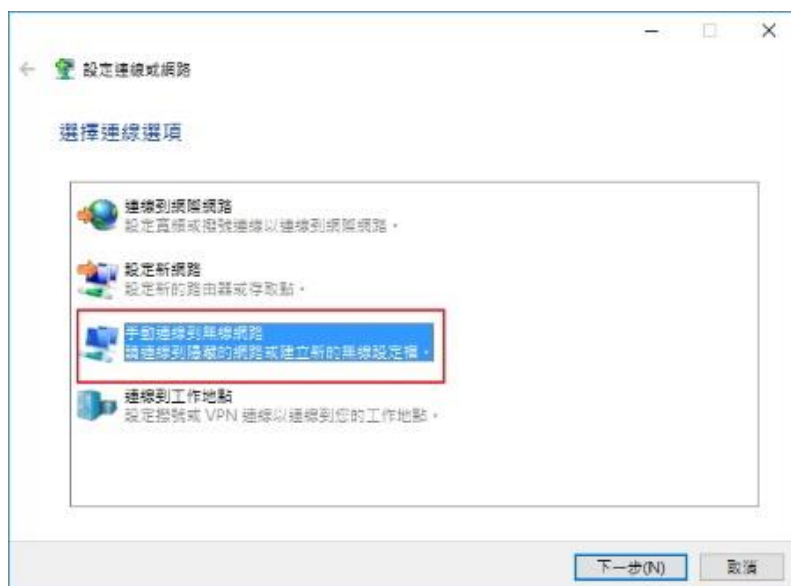 設定連線或網路
選擇連線選項
連線到網際網路
設定寬頻或撥號連線以連線到網際網路。
設定新網路
設定新的路由器或存取點。
手動連線到無線網路
請連線到隱藏的網路或建立新的無線設定檔。
連線到工作地點
設定撥號或 VPN 連線以連線到您的工作地點。
下一步(N)
取消